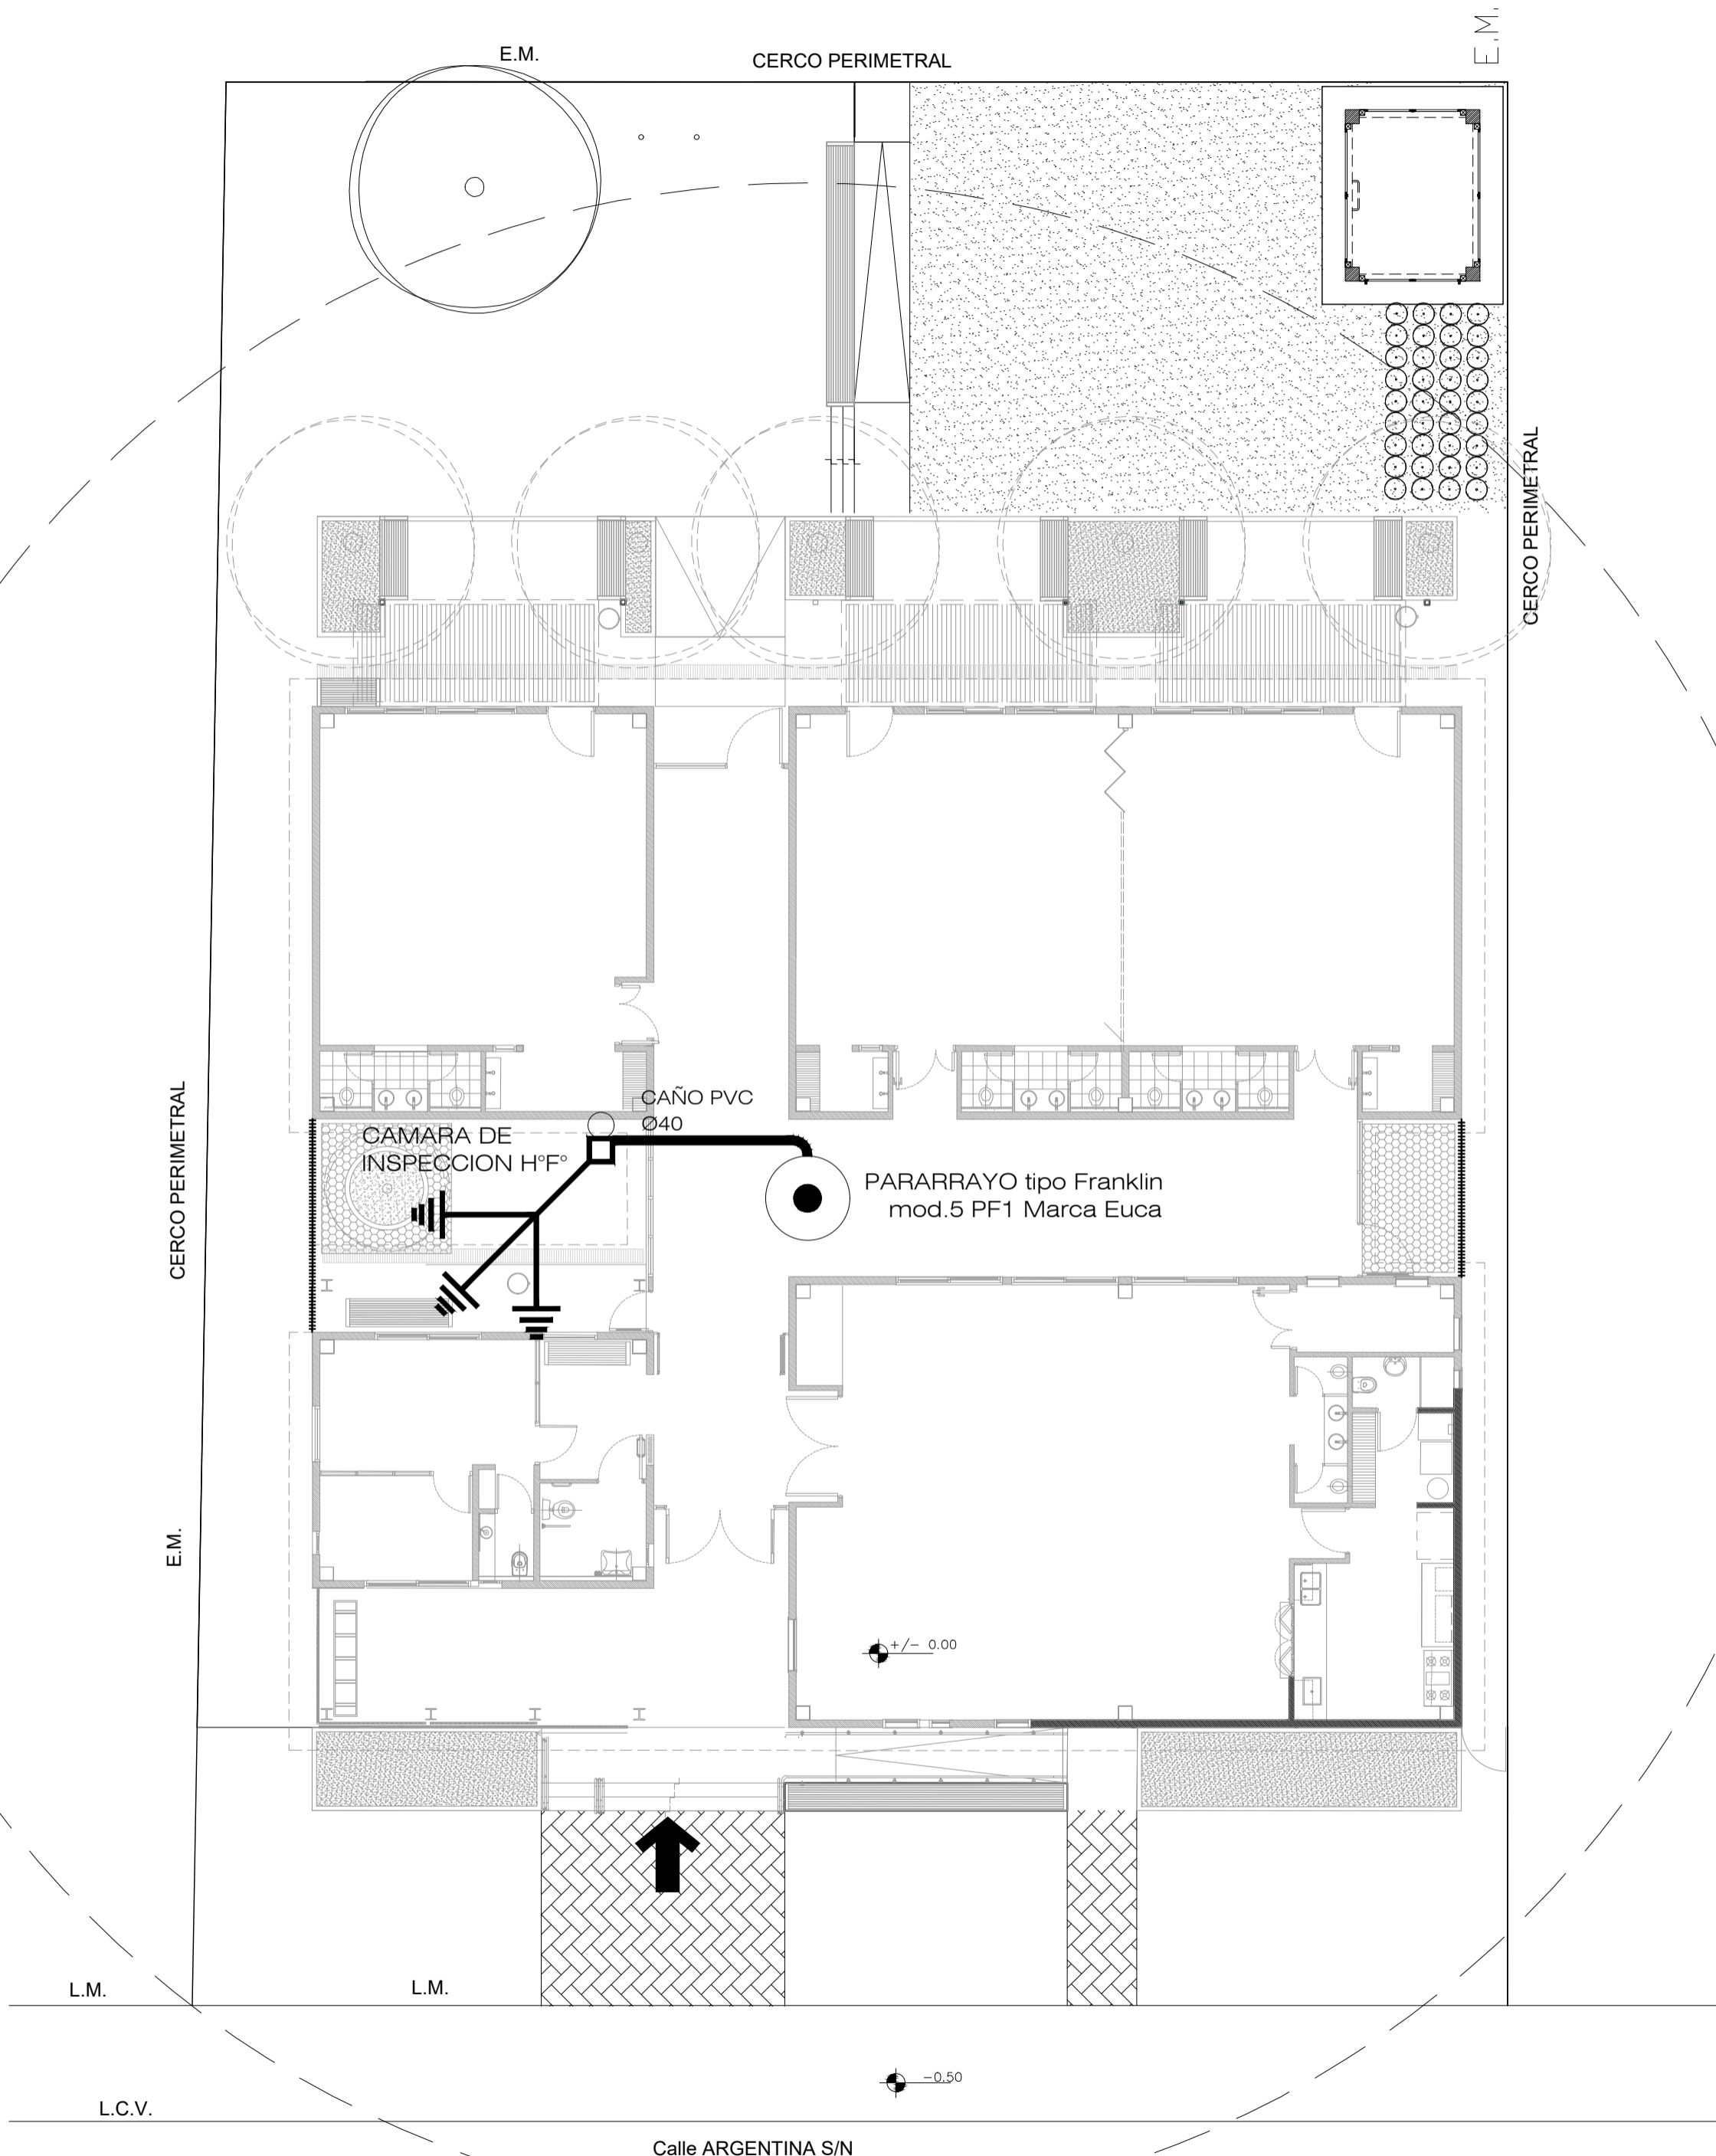 E.M.
CERCO PERIMETRAL
E.M.
CERCO PERIMETRAL
CERCO PERIMETRAL
CAÑO PVC
Ø40
CAMARA DE
INSPECCION H°F°
PARARRAYO tipo Franklin
mod.5 PF1 Marca Euca
E.M.
+/- 0.00
L.M.
L.M.
-0.50
L.C.V.
Calle ARGENTINA S/N